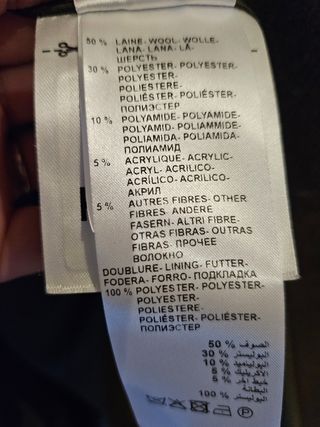 50 % LAINE- WOOL- WOLLE-
LANA- LANA- LÃ-
ШЕРСТЬ
30 % POLYESTER- POLYESTER-
POLYESTER-
POLIESTERE-
POLIÉSTER- POLIÉSTER-
ПОЛИЭСТЕР
10 % POLYAMIDE- POLYAMIDE-
POLYAMID- POLIAMMIDE-
POLIAMIDA- POLIAMIDA-
ПОЛИАМИД
5 % ACRYLIQUE- ACRYLIC-
ACRYL- ACRILICO-
ACRÍLICO- ACRÍLICO-
АКРИЛ
5 % AUTRES FIBRES- OTHER
FIBRES- ANDERE
FASERN- ALTRI FIBRE-
OTRAS FIBRAS- OUTRAS
FIBRAS- ПРОЧЕЕ
ВОЛОКНО
DOUBLURE- LINING- FUTTER-
FODERA- FORRO- ПОДКЛАДКА
100 % POLYESTER- POLYESTER-
POLYESTER-
POLIESTERE-
POLIÉSTER- POLIÉSTER-
ПОЛИЭСТЕР
الصوف % 50
البوليستر % 30
البولياميد % 10
الأكريليك % 5
خيط آخر % 5
البطانة
البوليستر % 100